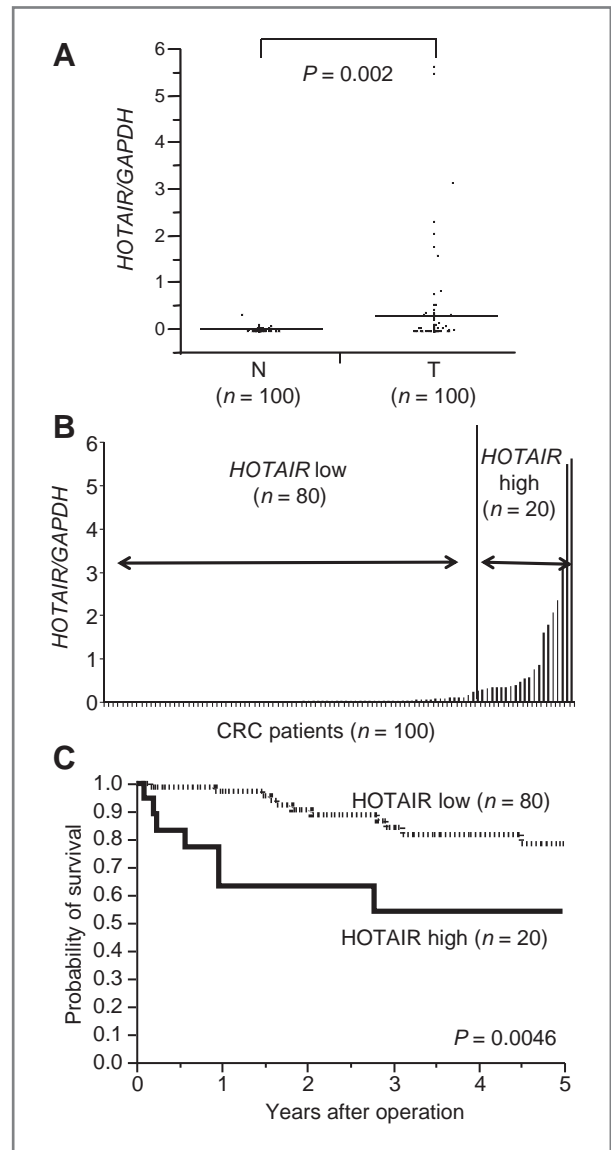 A
6
5
4
3
2
1
0
HOTAIR/GAPDH
P = 0.002
N
(n = 100)
T
(n = 100)
B
6
5
4
3
2
1
0
HOTAIR/GAPDH
HOTAIR low
(n = 80)
HOTAIR
high
(n = 20)
CRC patients (n = 100)
C
1.0
0.9
0.8
0.7
0.6
0.5
0.4
0.3
0.2
0.1
0.0
Probability of survival
HOTAIR low (n = 80)
HOTAIR high (n = 20)
P = 0.0046
0 1 2 3 4 5
Years after operation